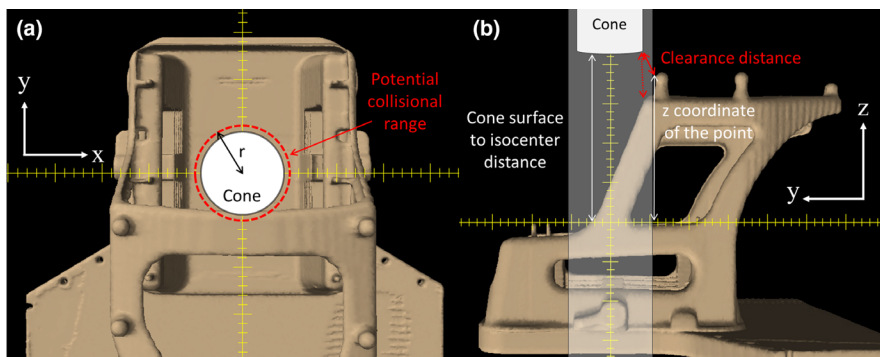 (a)
y
x
r
Cone
Potential
collisional
range
(b)
Cone
Clearance distance
Cone surface
to isocenter
distance
z coordinate
of the point
z
y